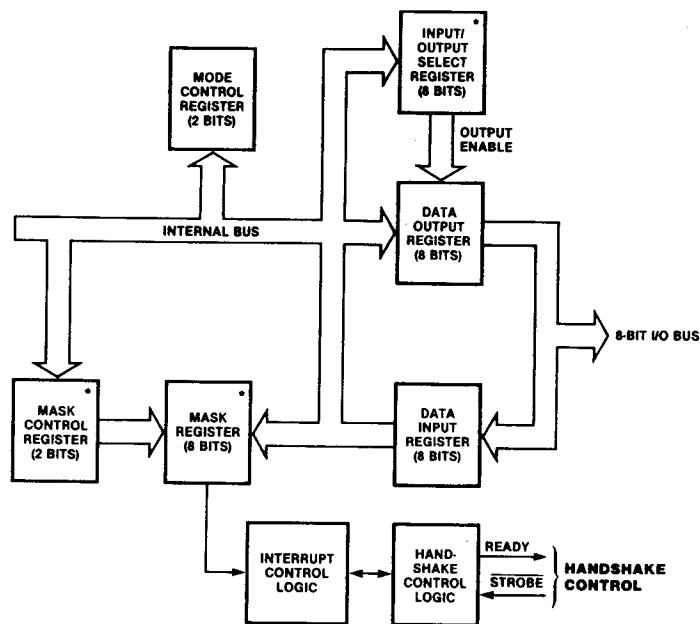 *
INPUT/
OUTPUT
SELECT
REGISTER
(8 BITS)
MODE
CONTROL
REGISTER
(2 BITS)
OUTPUT
ENABLE
DATA
OUTPUT
REGISTER
(8 BITS)
INTERNAL BUS
8-BIT I/O BUS
*
MASK
CONTROL
REGISTER
(2 BITS)
*
MASK
REGISTER
(8 BITS)
DATA
INPUT
REGISTER
(8 BITS)
INTERRUPT
CONTROL
LOGIC
HAND-
SHAKE
CONTROL
LOGIC
READY
STROBE
HANDSHAKE
CONTROL